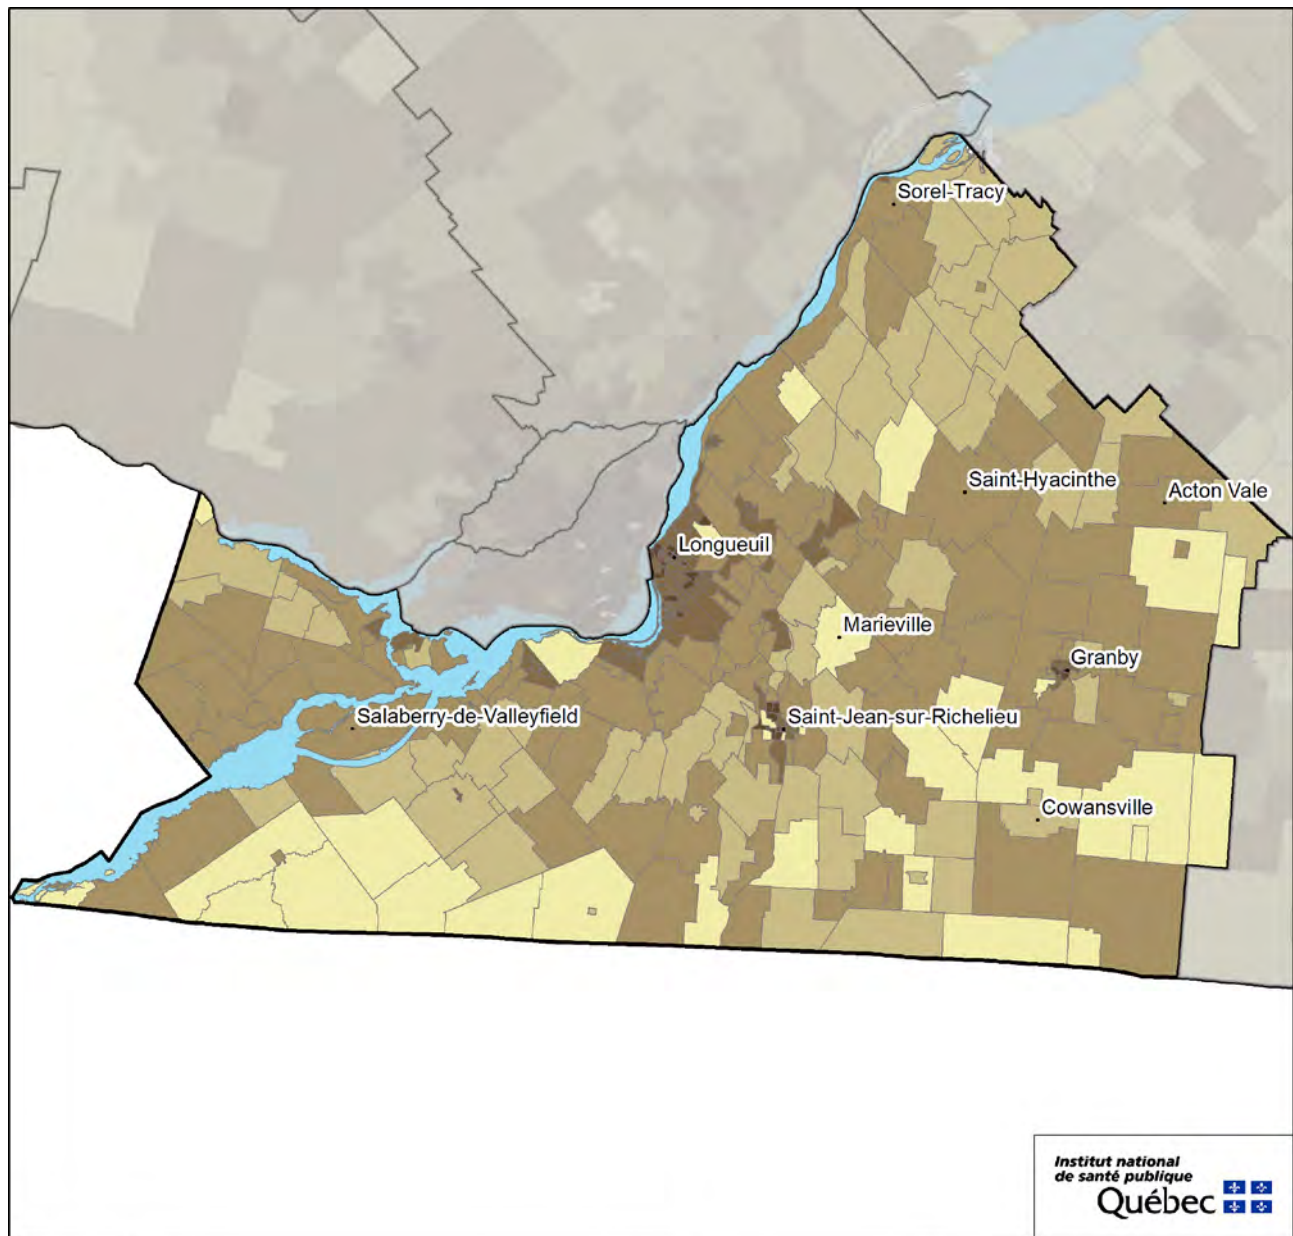 Sorel-Tracy
Saint-Hyacinthe
Acton Vale
Longueuil
Marieville
Granby
Salaberry-de-Valleyfield
Saint-Jean-sur-Richelieu
Cowansville
Institut national
de santé publique
Québec